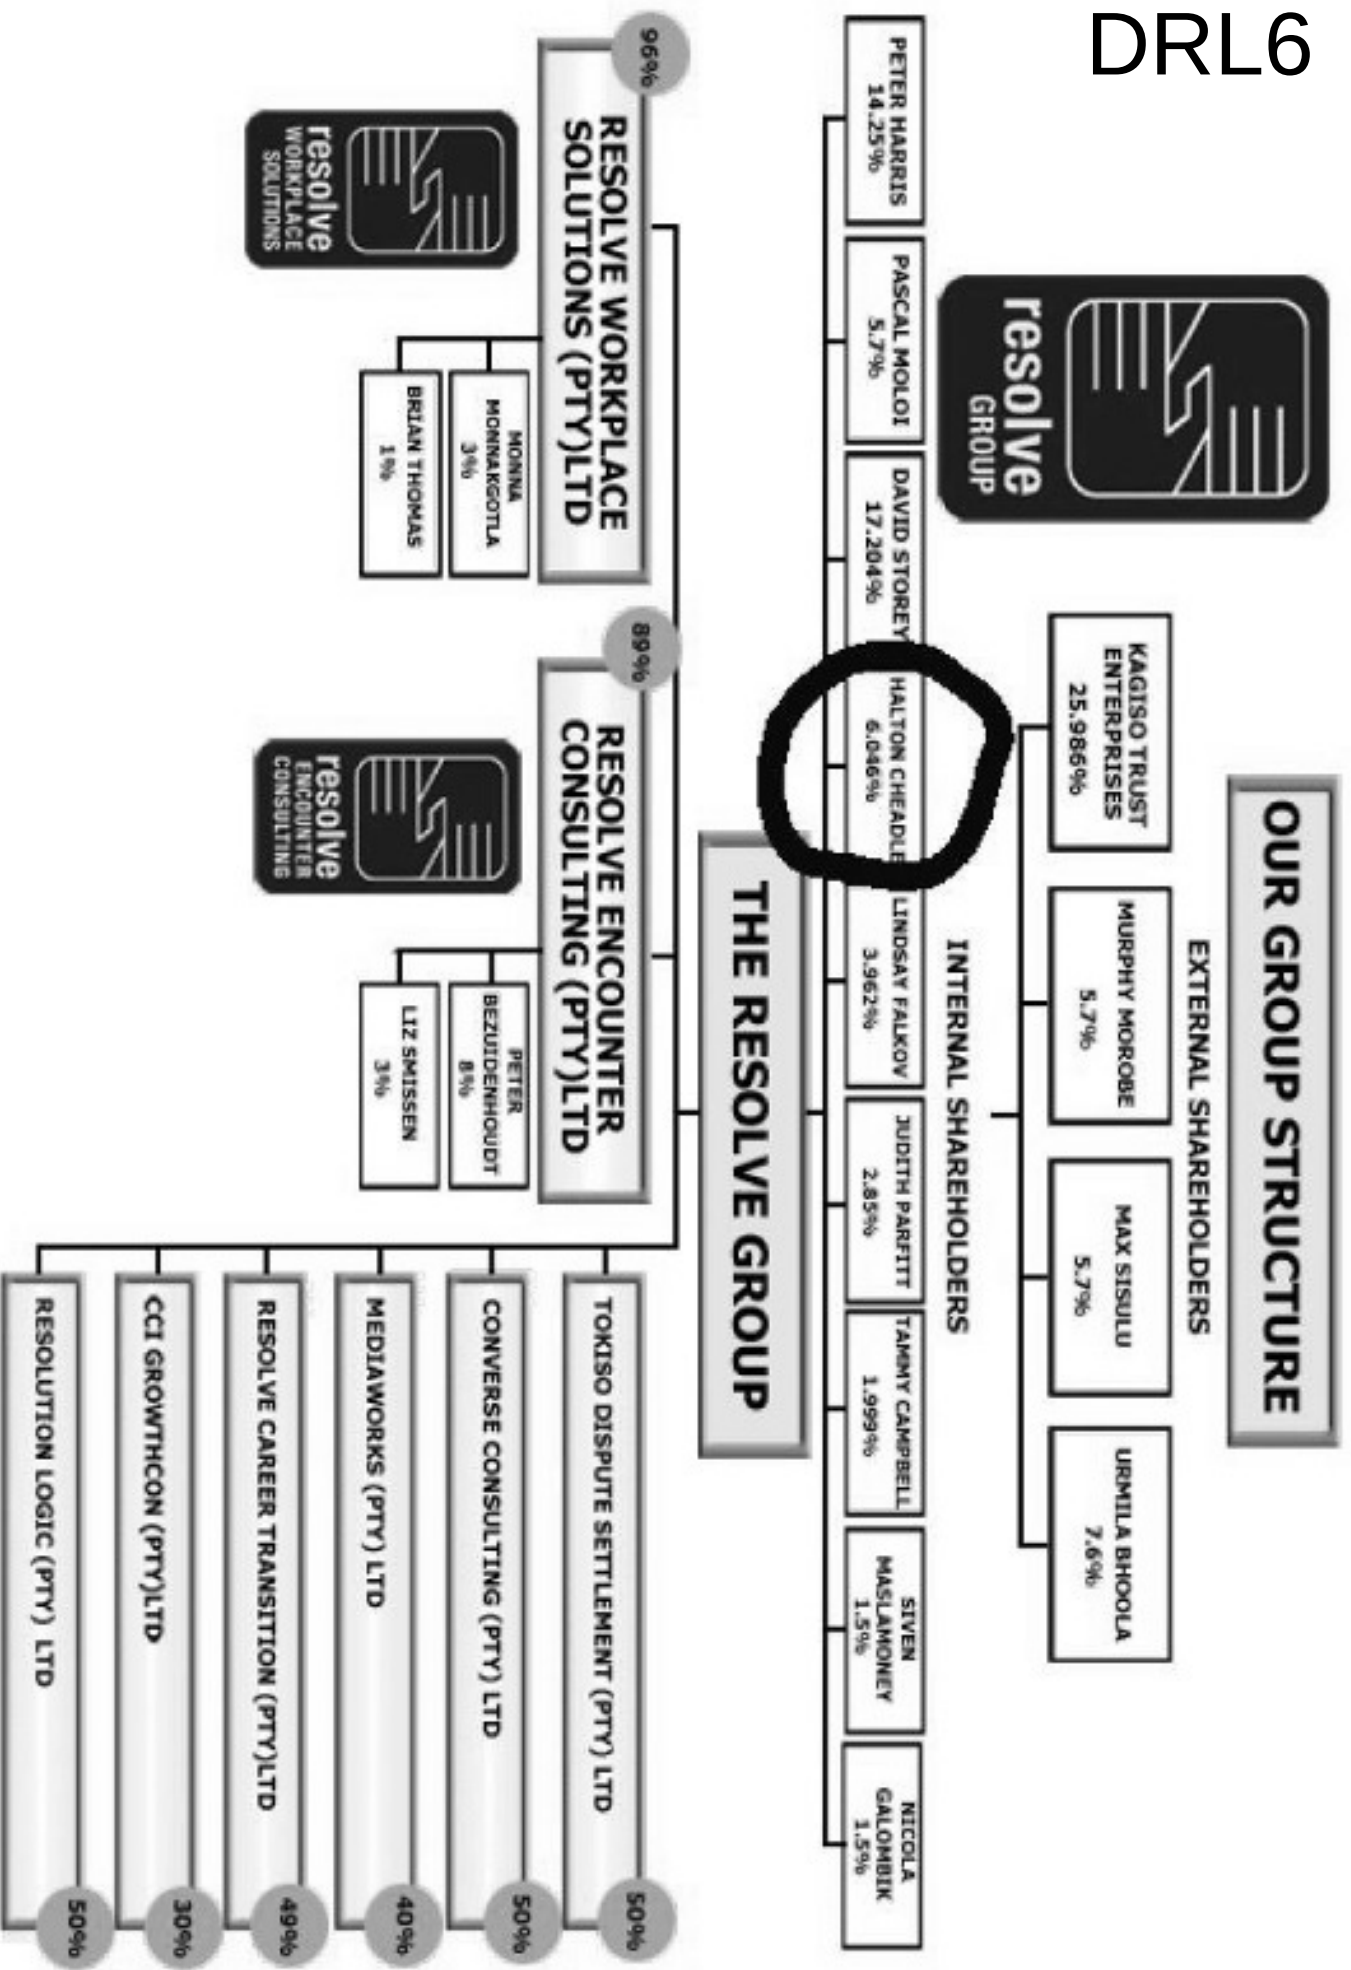 DRL6
OUR GROUP STRUCTURE
resolve
GROUP
EXTERNAL SHAREHOLDERS
KAGISO TRUST
ENTERPRISES
25.986%
MURPHY MOROBE
5.7%
MAX SISULU
5.7%
URMILA BHOOLA
7.6%
INTERNAL SHAREHOLDERS
PETER HARRIS
14.25%
PASCAL MOLOI
5.7%
DAVID STOREY
17.204%
HALTON CHEADLE
6.046%
LINDSAY FALKOV
3.962%
JUDITH PARFITT
2.85%
TAMMY CAMPBELL
1.999%
SIVEN
MASLAMONEY
1.5%
NICOLA
GALOMBIK
1.5%
THE RESOLVE GROUP
96%
RESOLVE WORKPLACE
SOLUTIONS (PTY)LTD
resolve
WORKPLACE
SOLUTIONS
MONNA
MONNAKGOTLA
3%
BRIAN THOMAS
1%
89%
RESOLVE ENCOUNTER
CONSULTING (PTY)LTD
resolve
ENCOUNTER
CONSULTING
PETER
BEZUIDENHOUDT
8%
LIZ SMISSEN
3%
TOKISO DISPUTE SETTLEMENT (PTY) LTD
50%
CONVERSE CONSULTING (PTY) LTD
50%
MEDIAWORKS (PTY) LTD
40%
RESOLVE CAREER TRANSITION (PTY)LTD
49%
CCI GROWTHCON (PTY)LTD
30%
RESOLUTION LOGIC (PTY) LTD
50%